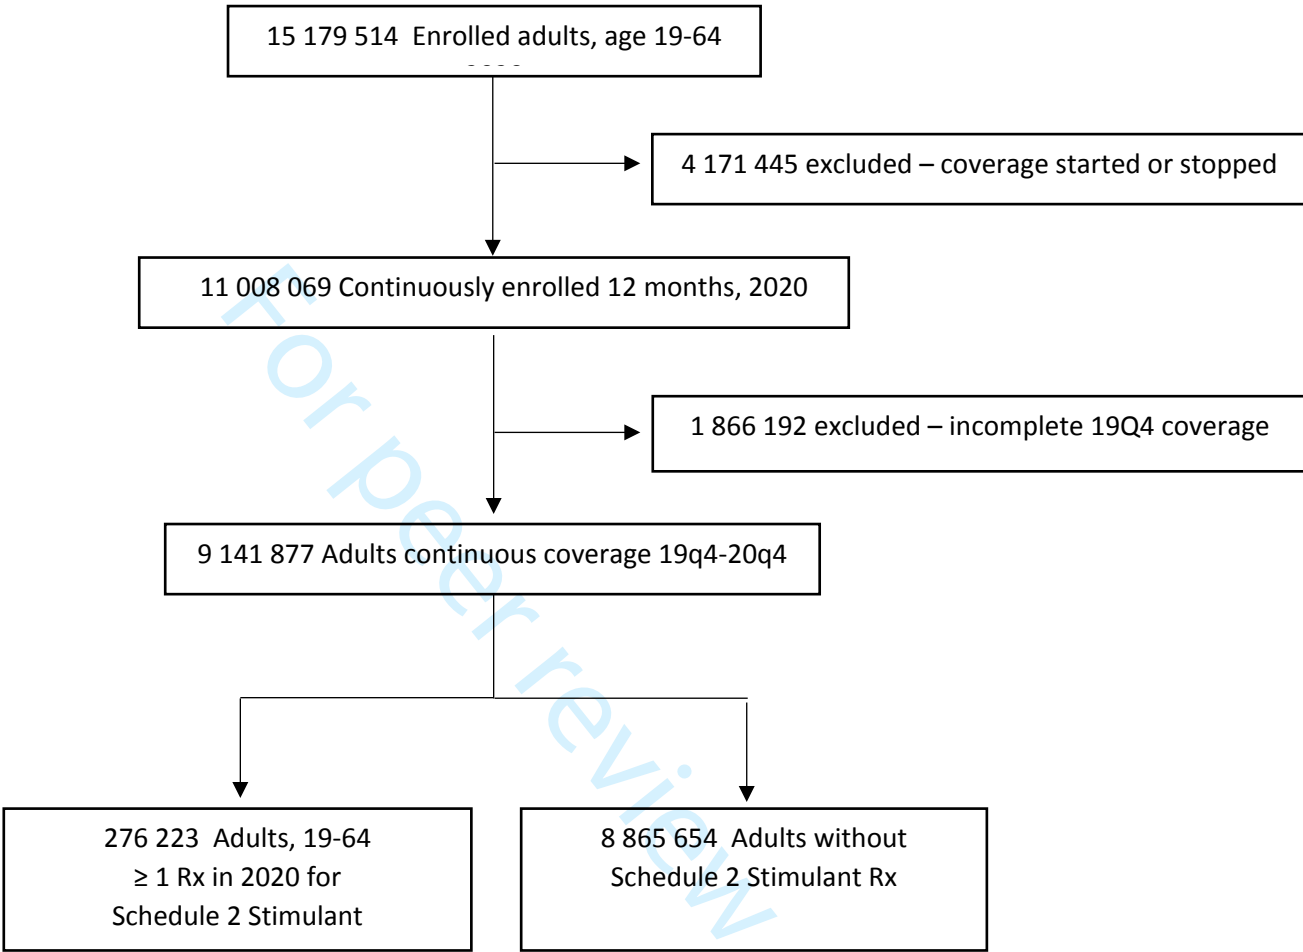 15 179 514 Enrolled adults, age 19-64
4 171 445 excluded – coverage started or stopped
11 008 069 Continuously enrolled 12 months, 2020
1 866 192 excluded – incomplete 19Q4 coverage
9 141 877 Adults continuous coverage 19q4-20q4
276 223 Adults, 19-64
≥ 1 Rx in 2020 for
Schedule 2 Stimulant
8 865 654 Adults without
Schedule 2 Stimulant Rx
For peer review